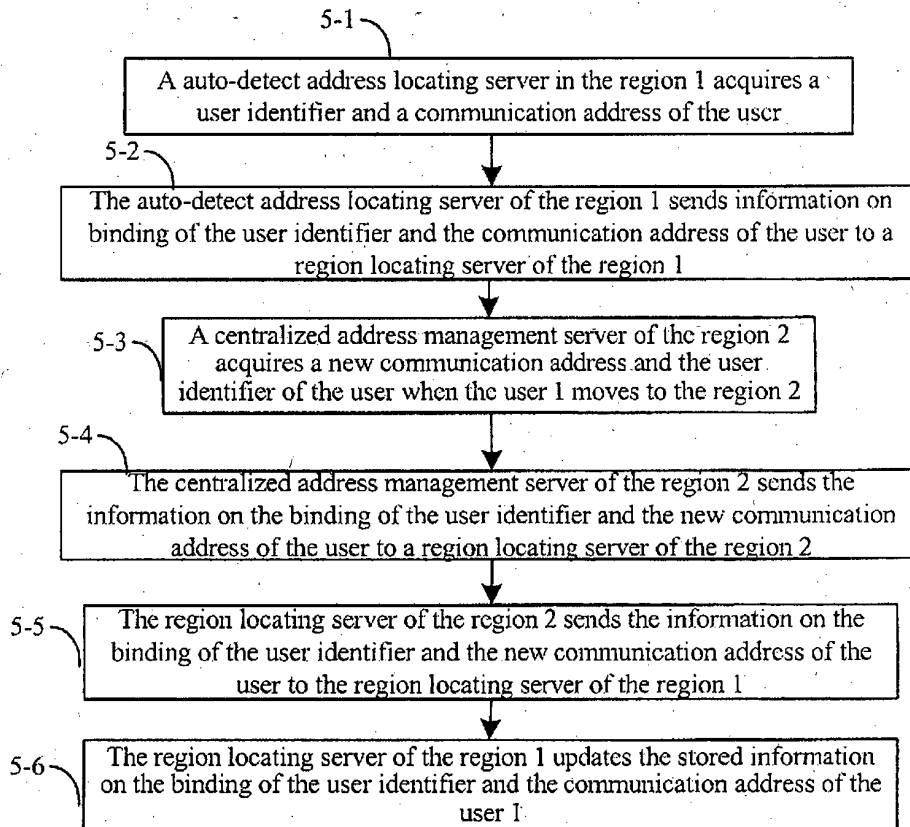 5-1
A auto-detect address locating server in the region 1 acquires a
user identifier and a communication address of the user
5-2
The auto-detect address locating server of the region 1 sends information on
binding of the user identifier and the communication address of the user to a
region locating server of the region 1
5-3
A centralized address management server of the region 2
acquires a new communication address and the user
identifier of the user when the user 1 moves to the region 2
5-4
The centralized address management server of the region 2 sends the
information on the binding of the user identifier and the new communication
address of the user to a region locating server of the region 2
5-5
The region locating server of the region 2 sends the information on the
binding of the user identifier and the new communication address of the
user to the region locating server of the region 1
5-6
The region locating server of the region 1 updates the stored information
on the binding of the user identifier and the communication address of the
user 1